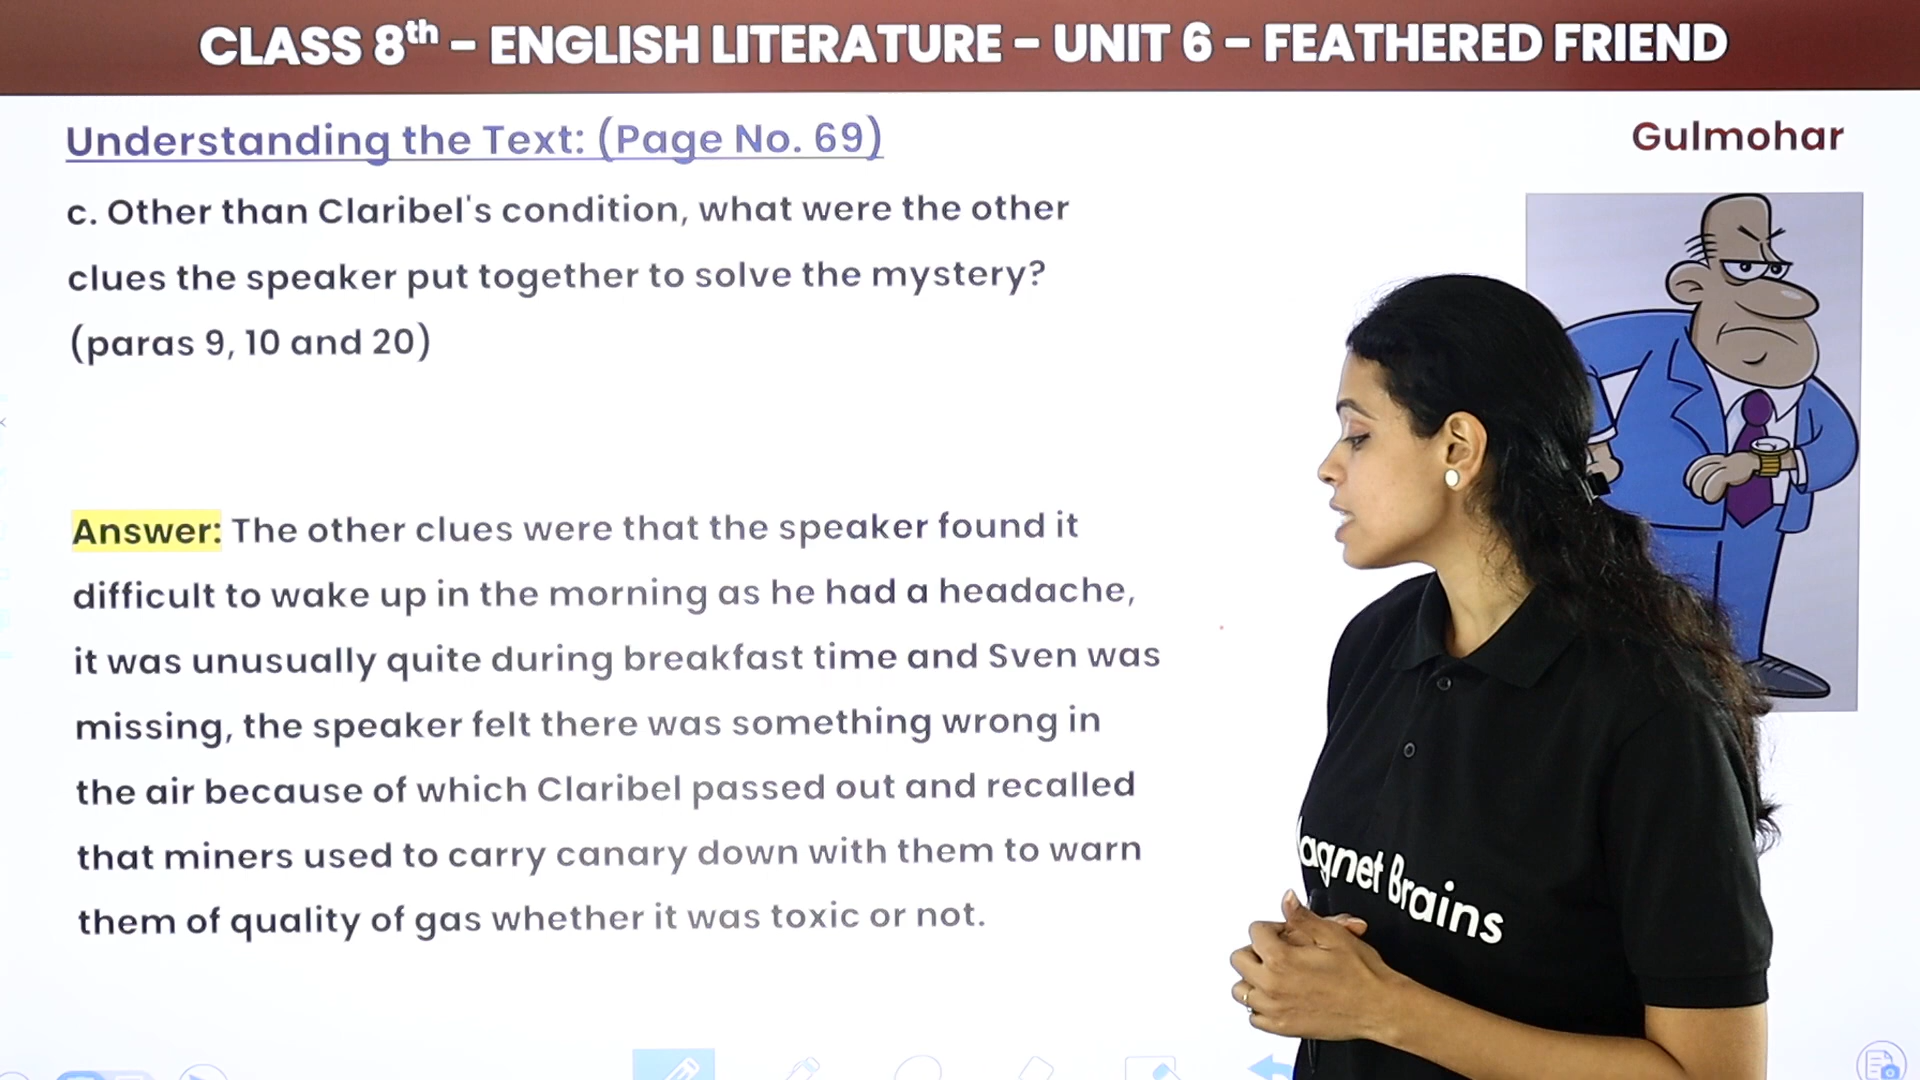 CLASS 8th – ENGLISH LITERATURE – UNIT 6 – FEATHERED FRIEND
Understanding the Text: (Page No. 69)
Gulmohar
c. Other than Claribel's condition, what were the other
clues the speaker put together to solve the mystery?
(paras 9, 10 and 20)
Answer: The other clues were that the speaker found it
difficult to wake up in the morning as he had a headache,
it was unusually quite during breakfast time and Sven was
missing, the speaker felt there was something wrong in
the air because of which Claribel passed out and recalled
that miners used to carry canary down with them to warn
them of quality of gas whether it was toxic or not.
agnet Brains